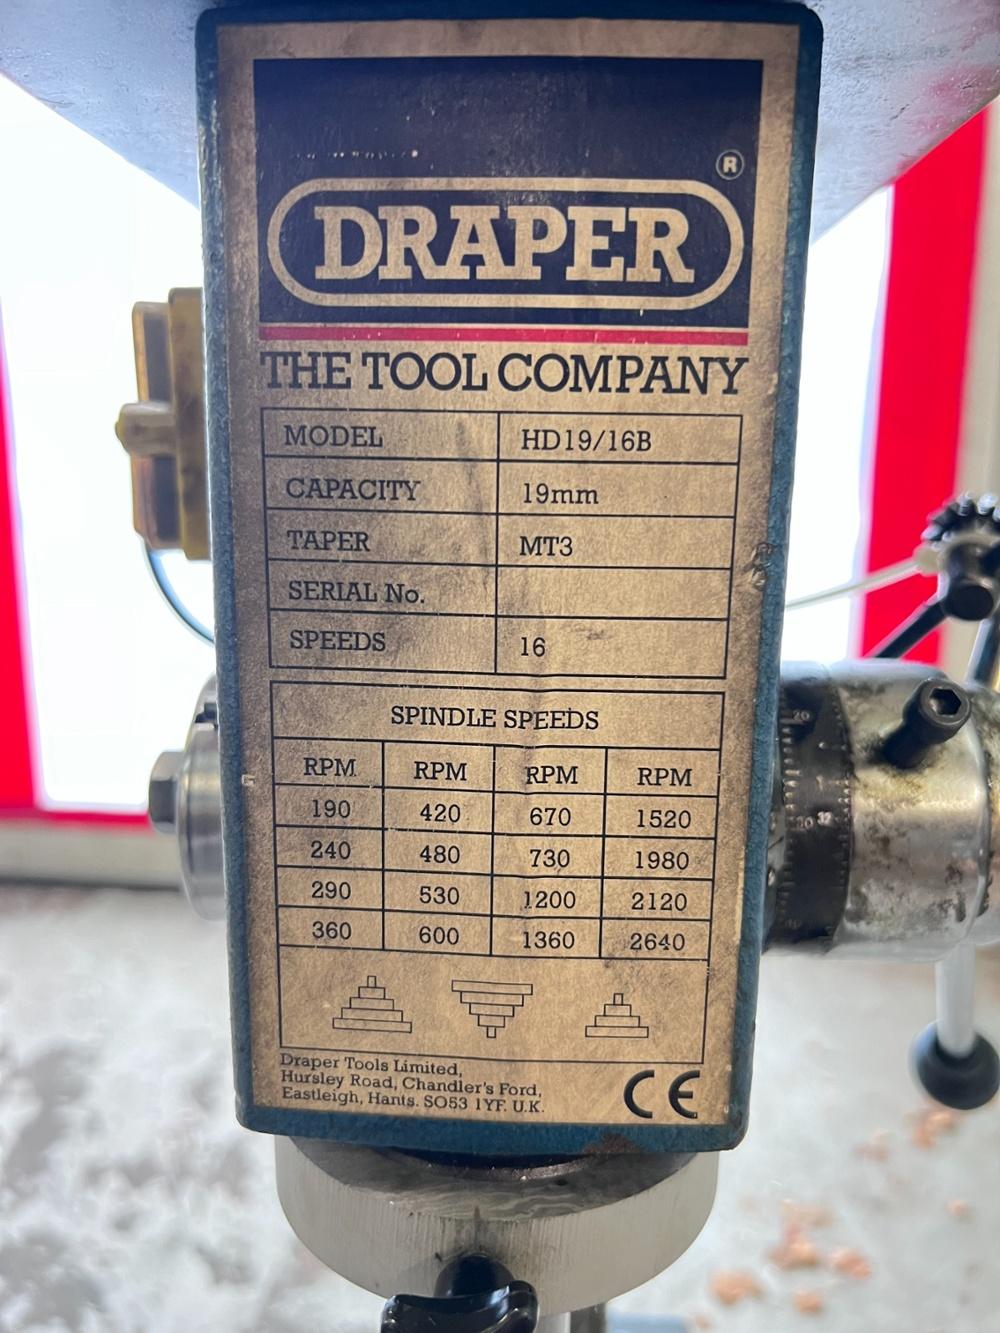 ®
DRAPER
THE TOOL COMPANY
MODEL HD19/16B
CAPACITY 19mm
TAPER MT3
SERIAL No.
SPEEDS 16
SPINDLE SPEEDS
RPM RPM RPM RPM
190 420 670 1520
240 480 730 1980
290 530 1200 2120
360 600 1360 2640
Draper Tools Limited,
Hursley Road, Chandler's Ford,
Eastleigh, Hants. SO53 1YF. U.K.
CE